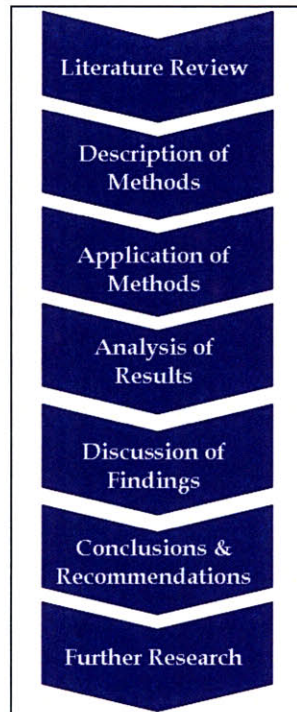 Literature Review
Description of
Methods
Application of
Methods
Analysis of
Results
Discussion of
Findings
Conclusions &
Recommendations
Further Research